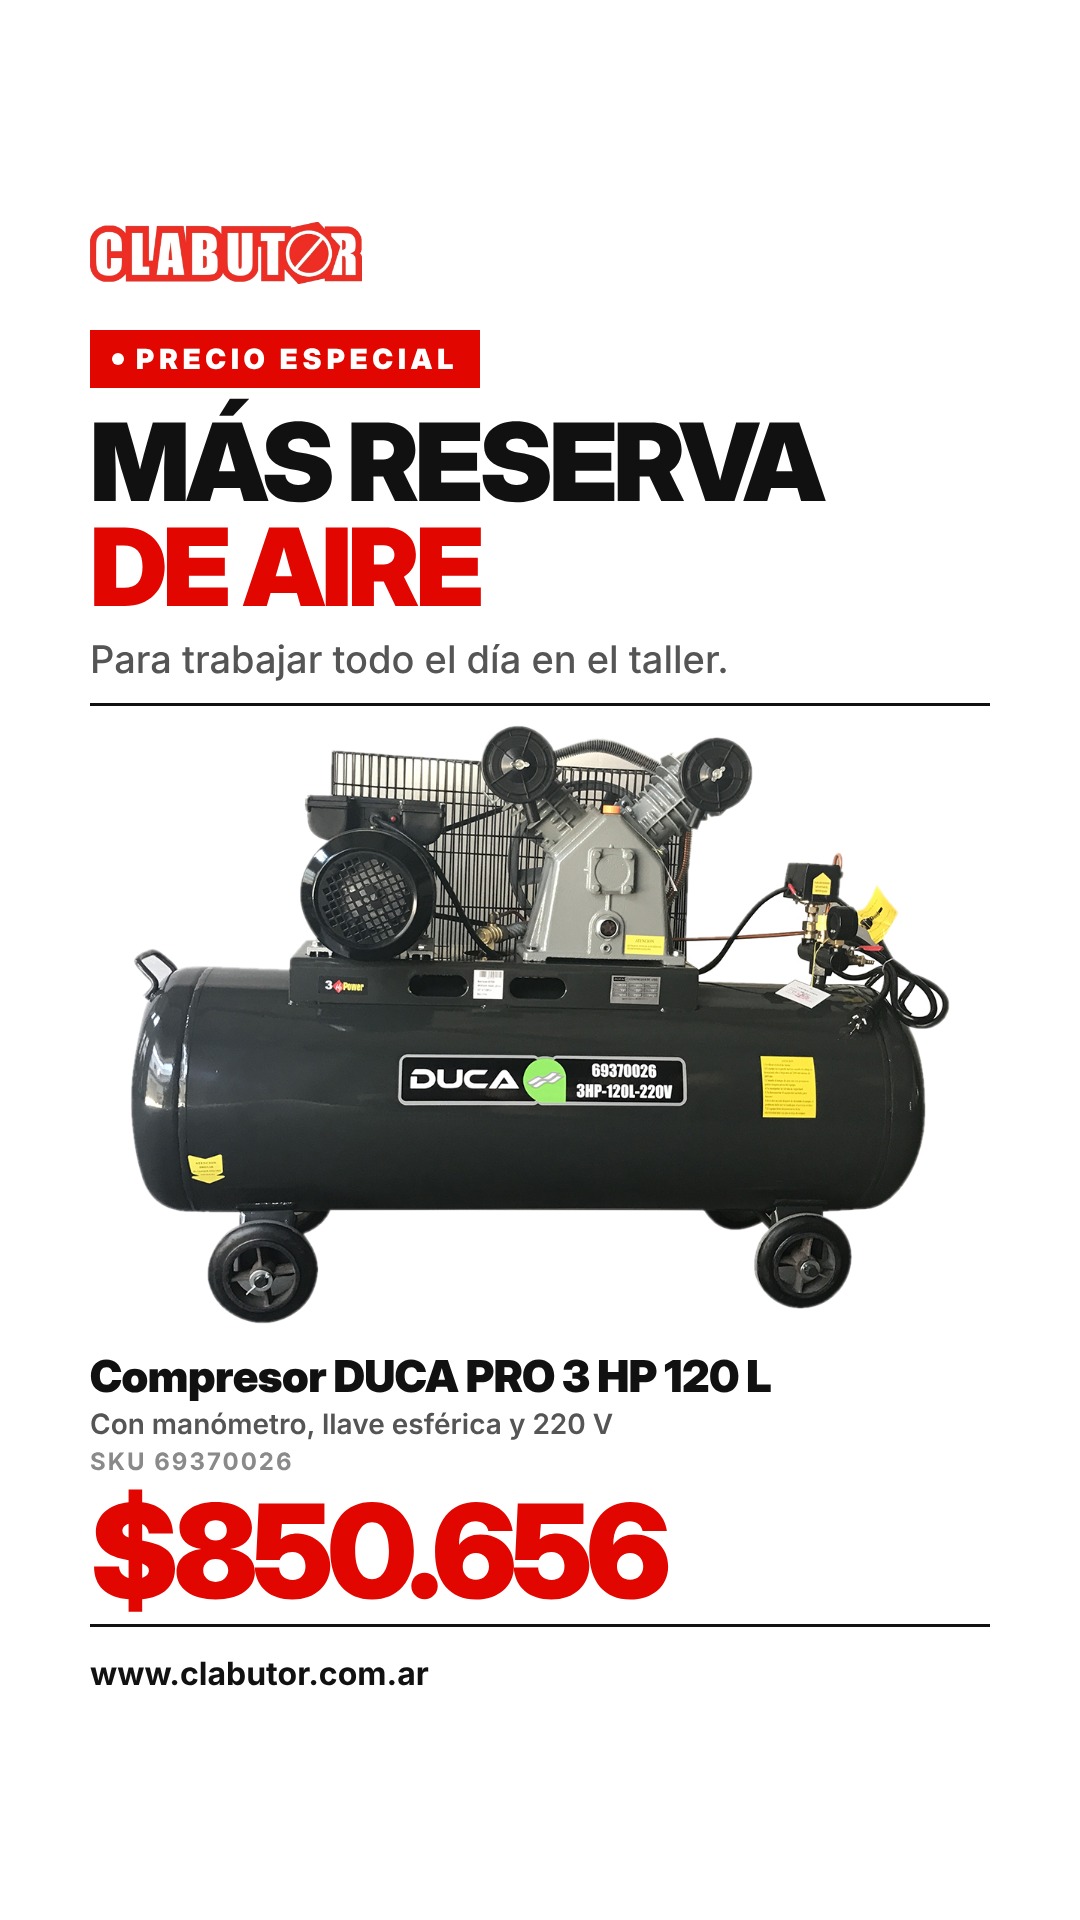 CLABUTOR
• PRECIO ESPECIAL
MÁS RESERVA
DE AIRE
Para trabajar todo el día en el taller.
3 Hp Power
DUCA
69370026
3HP-120L-220V
Compresor DUCA PRO 3 HP 120 L
Con manómetro, llave esférica y 220 V
SKU 69370026
$850.656
www.clabutor.com.ar